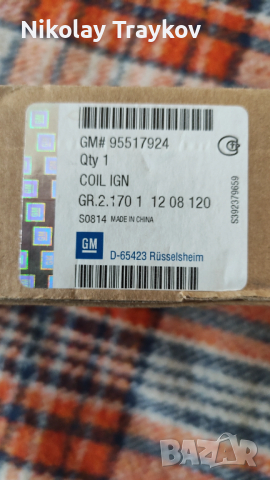 Nikolay Traykov
GM# 95517924
Qty 1
COIL IGN
GR.2.170 1 12 08 120
S0814 MADE IN CHINA
GM
D-65423 Rüsselsheim
S392379659
BAZAR